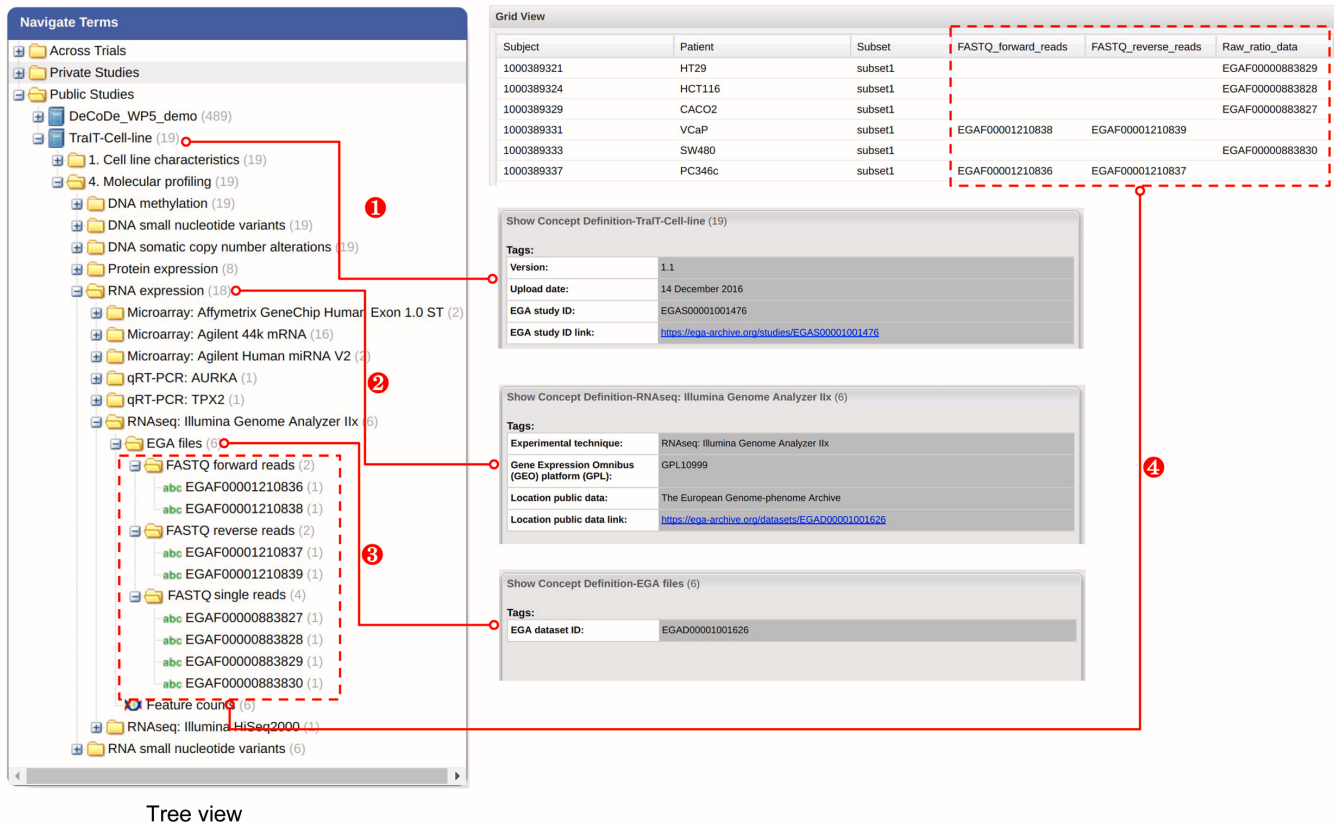 Navigate Terms
Across Trials
Private Studies
Public Studies
DeCoDe_WP5_demo (489)
TraIT-Cell-line (19)
1. Cell line characteristics (19)
4. Molecular profiling (19)
DNA methylation (19)
DNA small nucleotide variants (19)
DNA somatic copy number alterations (19)
Protein expression (8)
RNA expression (18)
Microarray: Affymetrix GeneChip Human Exon 1.0 ST (2)
Microarray: Agilent 44k mRNA (16)
Microarray: Agilent Human miRNA V2 (2)
qRT-PCR: AURKA (1)
qRT-PCR: TPX2 (1)
RNAseq: Illumina Genome Analyzer IIx (6)
EGA files (6)
FASTQ forward reads (2)
abc EGAF00001210836 (1)
abc EGAF00001210838 (1)
FASTQ reverse reads (2)
abc EGAF00001210837 (1)
abc EGAF00001210839 (1)
FASTQ single reads (4)
abc EGAF00000883827 (1)
abc EGAF00000883828 (1)
abc EGAF00000883829 (1)
abc EGAF00000883830 (1)
Feature counts (6)
RNAseq: Illumina HiSeq2000 (1)
RNA small nucleotide variants (6)
Tree view
1
2
3
4
Grid View
Subject Patient Subset FASTQ_forward_reads FASTQ_reverse_reads Raw_ratio_data
1000389321 HT29 subset1 EGAF00000883829
1000389324 HCT116 subset1 EGAF00000883828
1000389329 CACO2 subset1 EGAF00000883827
1000389331 VCaP subset1 EGAF00001210838 EGAF00001210839
1000389333 SW480 subset1 EGAF00000883830
1000389337 PC346c subset1 EGAF00001210836 EGAF00001210837
Show Concept Definition-TraIT-Cell-line (19)
Tags:
Version: 1.1
Upload date: 14 December 2016
EGA study ID: EGAS00001001476
EGA study ID link: https://ega-archive.org/studies/EGAS00001001476
Show Concept Definition-RNAseq: Illumina Genome Analyzer IIx (6)
Tags:
Experimental technique: RNAseq: Illumina Genome Analyzer IIx
Gene Expression Omnibus GPL10999
(GEO) platform (GPL):
Location public data: The European Genome-phenome Archive
Location public data link: https://ega-archive.org/datasets/EGAD00001001626
Show Concept Definition-EGA files (6)
Tags:
EGA dataset ID: EGAD00001001626